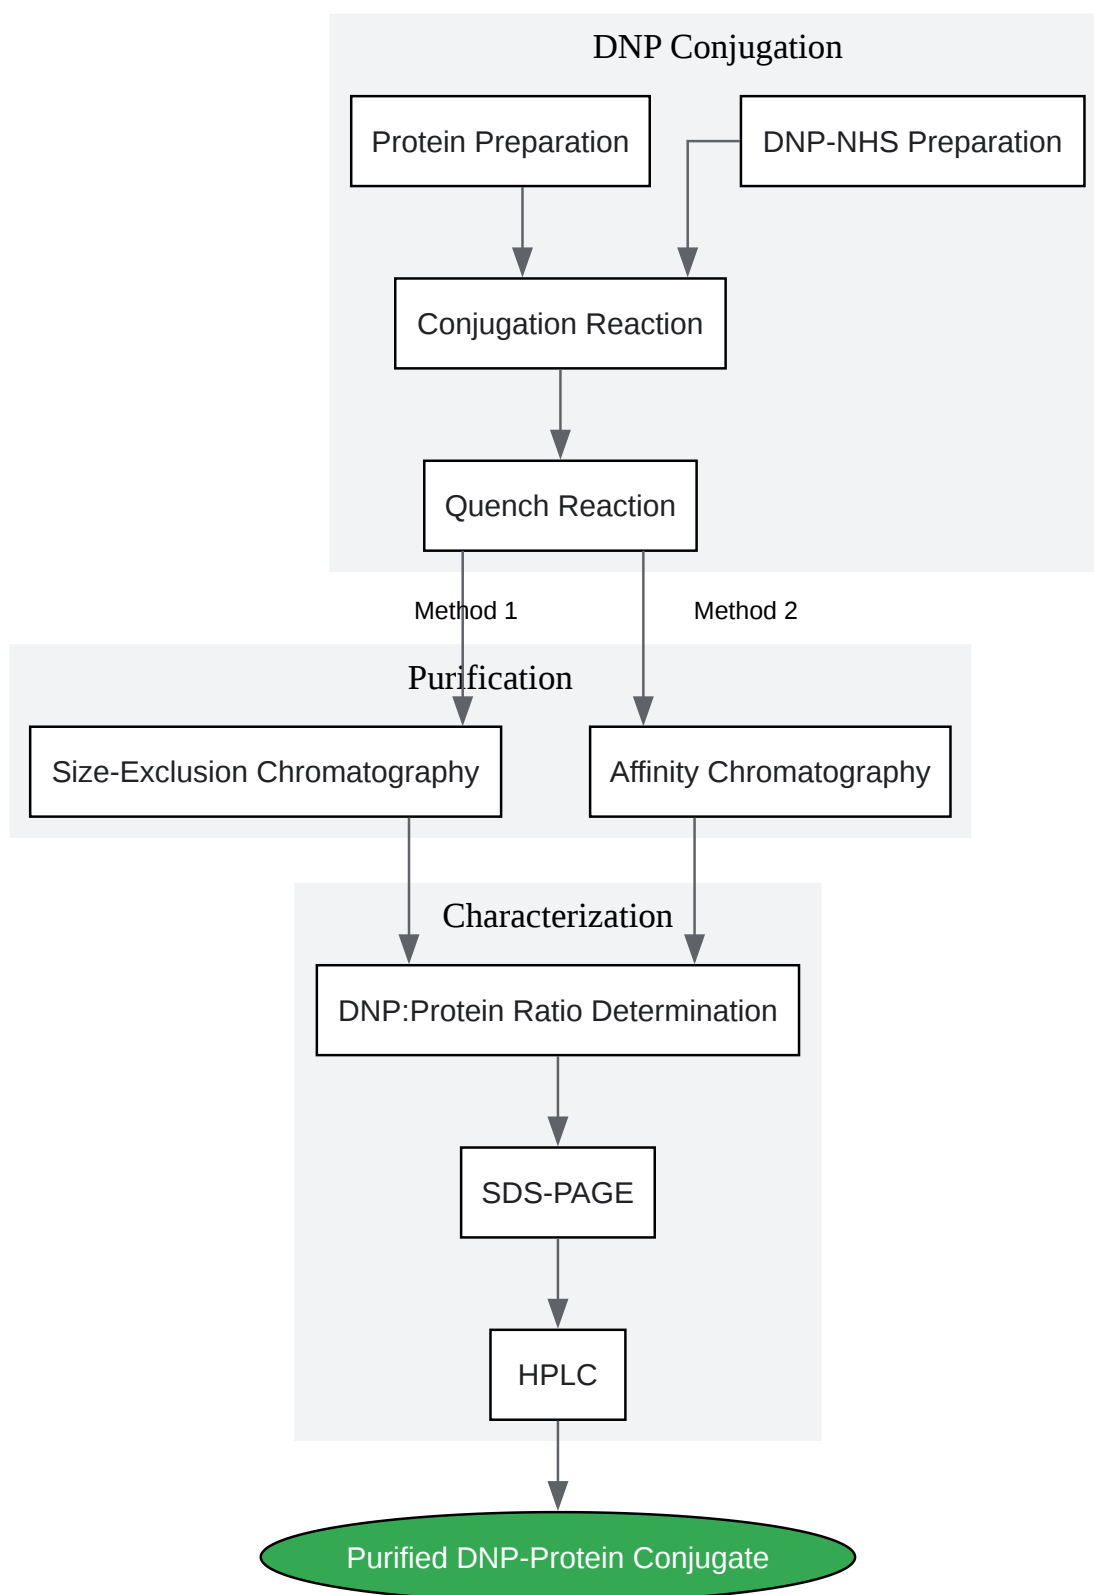 DNP Conjugation
Protein Preparation
DNP-NHS Preparation
Conjugation Reaction
Quench Reaction
Method 1
Method 2
Purification
Size-Exclusion Chromatography
Affinity Chromatography
Characterization
DNP:Protein Ratio Determination
SDS-PAGE
HPLC
Purified DNP-Protein Conjugate